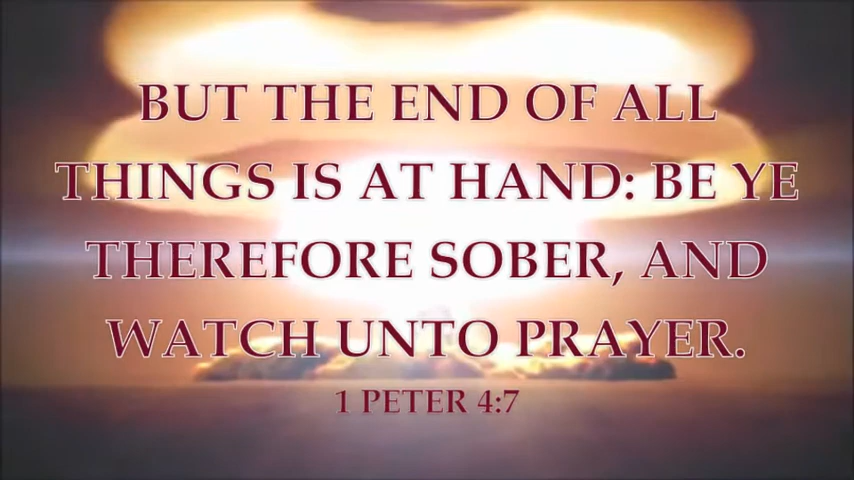 BUT THE END OF ALL
THINGS IS AT HAND: BE YE
THEREFORE SOBER, AND
WATCH UNTO PRAYER.
1 PETER 4:7